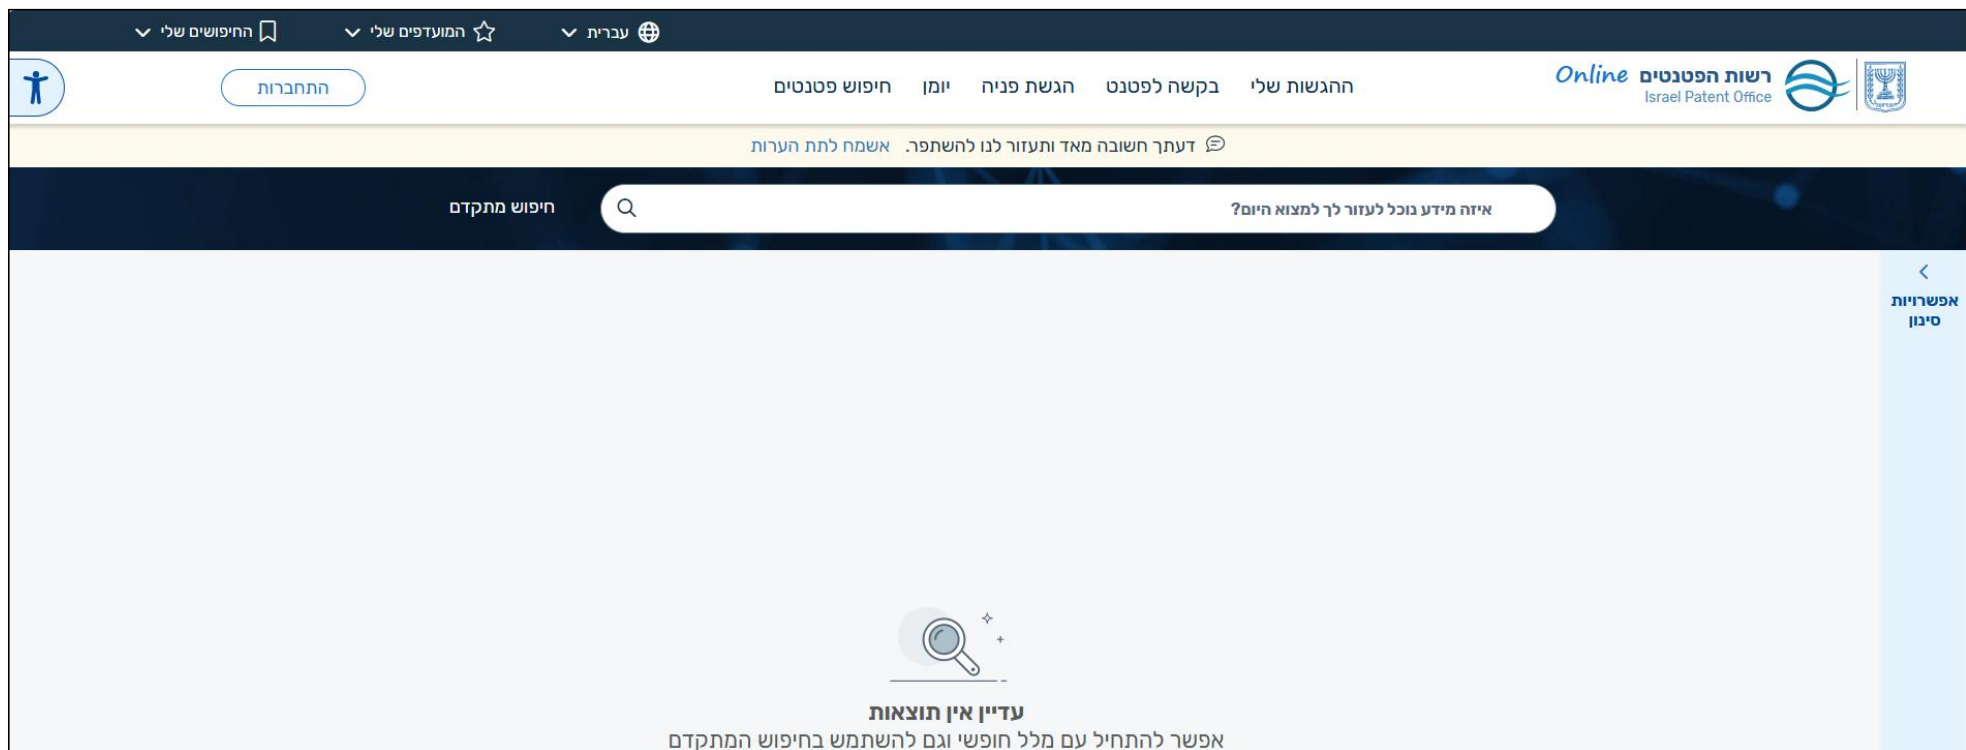 עברית
המועדפים שלי
החיפושים שלי
רשות הפטנטים Online
Israel Patent Office
ההגשות שלי
בקשה לפטנט
הגשת פניה
יומן
חיפוש פטנטים
התחברות
דעתך חשובה מאד ותעזור לנו להשתפר. אשמח לתת הערות
איזה מידע נוכל לעזור לך למצוא היום?
חיפוש מתקדם
אפשרויות
סינון
עדיין אין תוצאות
אפשר להתחיל עם מלל חופשי וגם להשתמש בחיפוש המתקדם